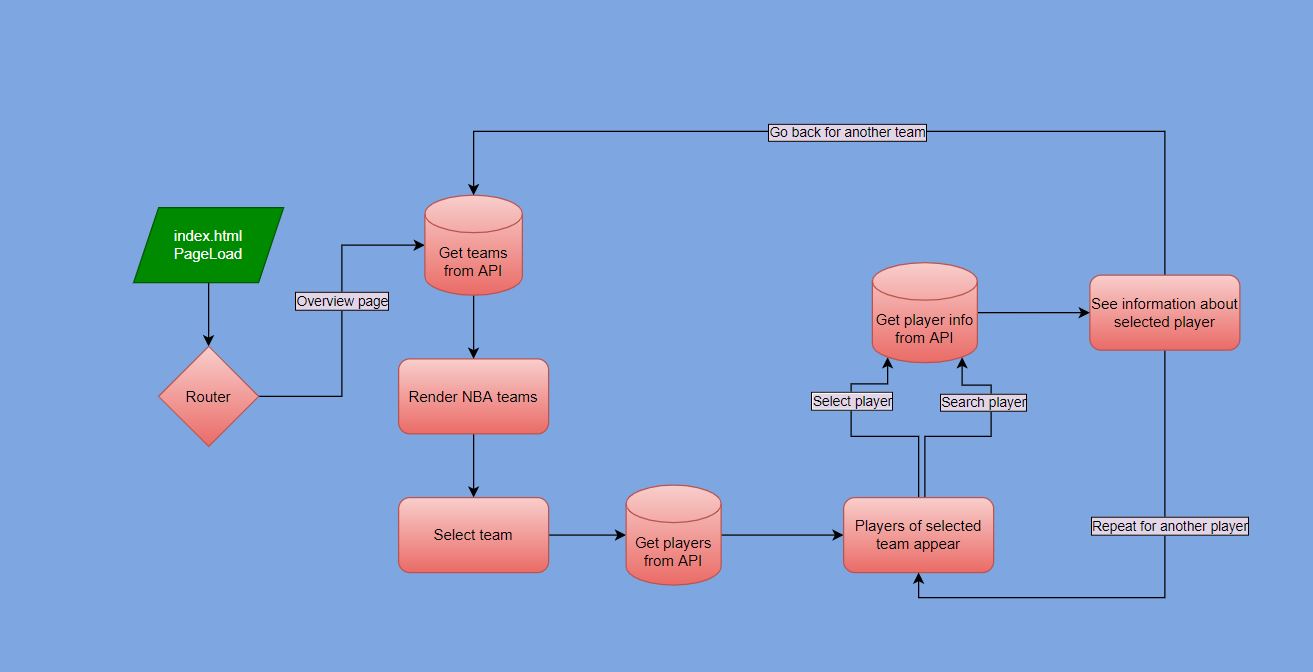 Go back for another team
index.html
PageLoad
Get teams
from API
Overview page
Router
Render NBA teams
Select team
Get players
from API
Players of selected
team appear
Select player
Search player
Get player info
from API
See information about
selected player
Repeat for another player